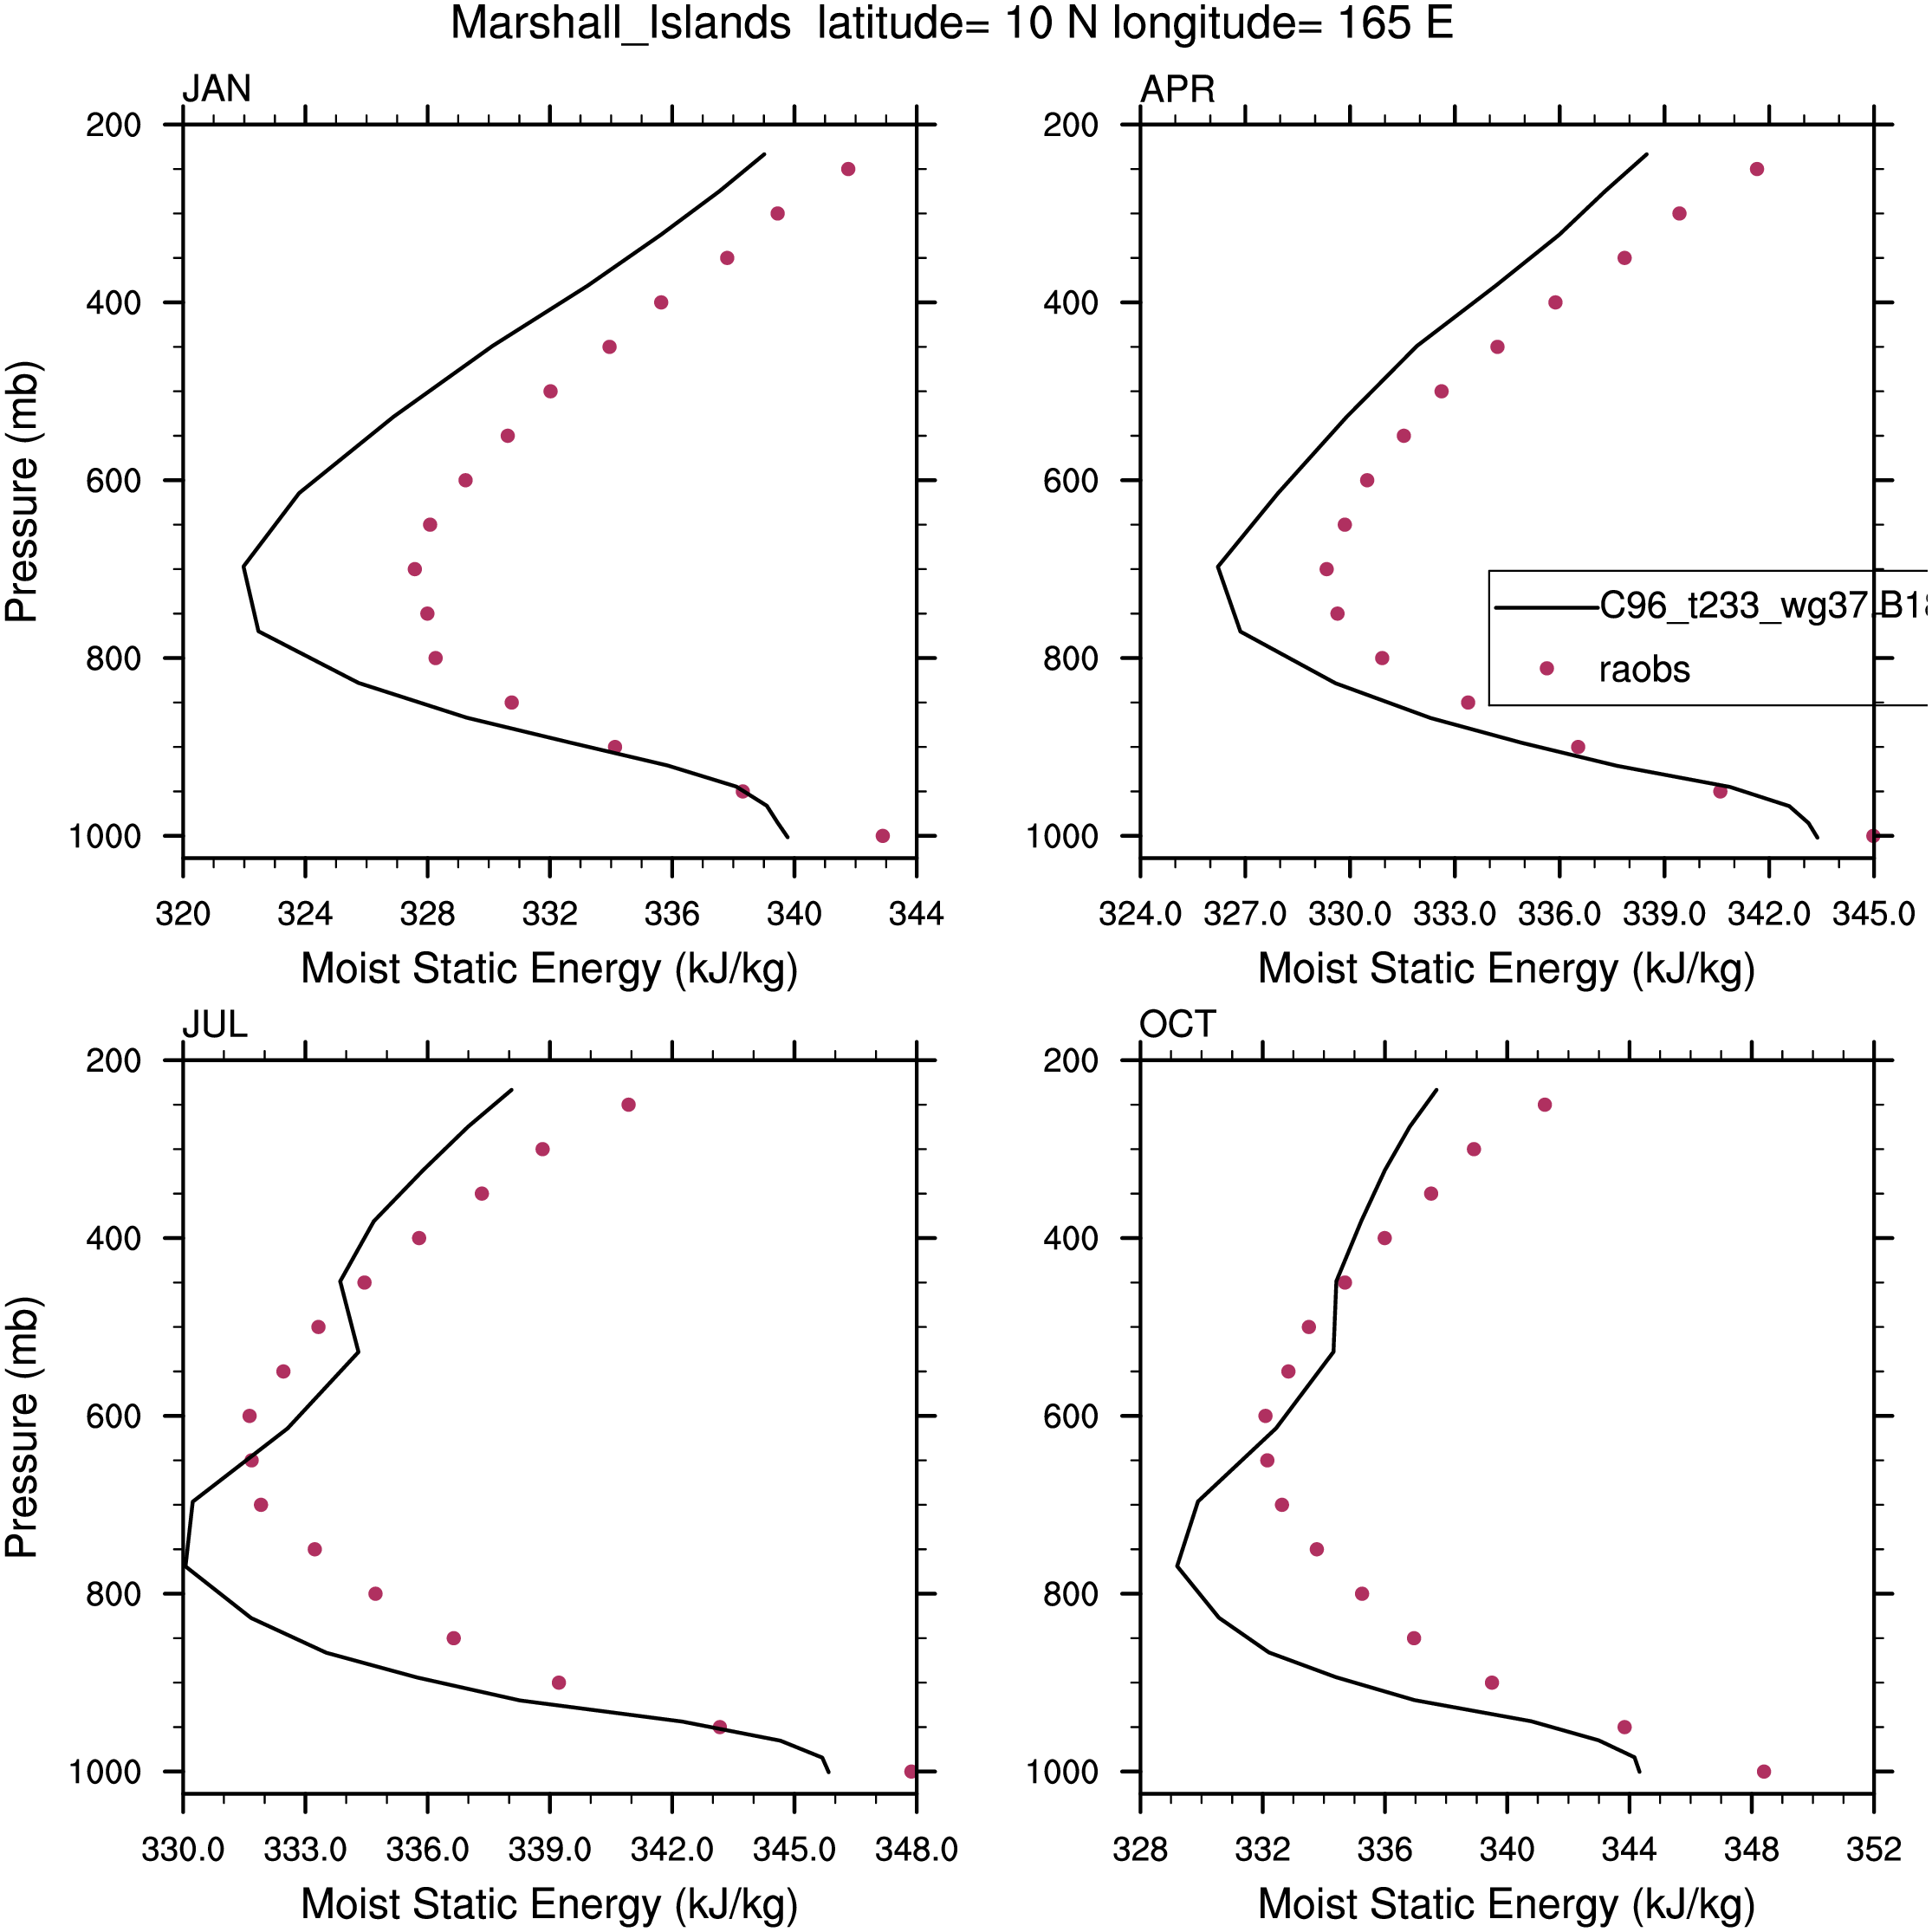 Marshall_Islands latitude= 10 N longitude= 165 E
JAN
200
400
600
800
1000
Pressure (mb)
320 324 328 332 336 340 344
Moist Static Energy (kJ/kg)
APR
200
400
600
800
1000
C96_t233_wg37.B18
raobs
324.0 327.0 330.0 333.0 336.0 339.0 342.0 345.0
Moist Static Energy (kJ/kg)
JUL
200
400
600
800
1000
Pressure (mb)
330.0 333.0 336.0 339.0 342.0 345.0 348.0
Moist Static Energy (kJ/kg)
OCT
200
400
600
800
1000
328 332 336 340 344 348 352
Moist Static Energy (kJ/kg)